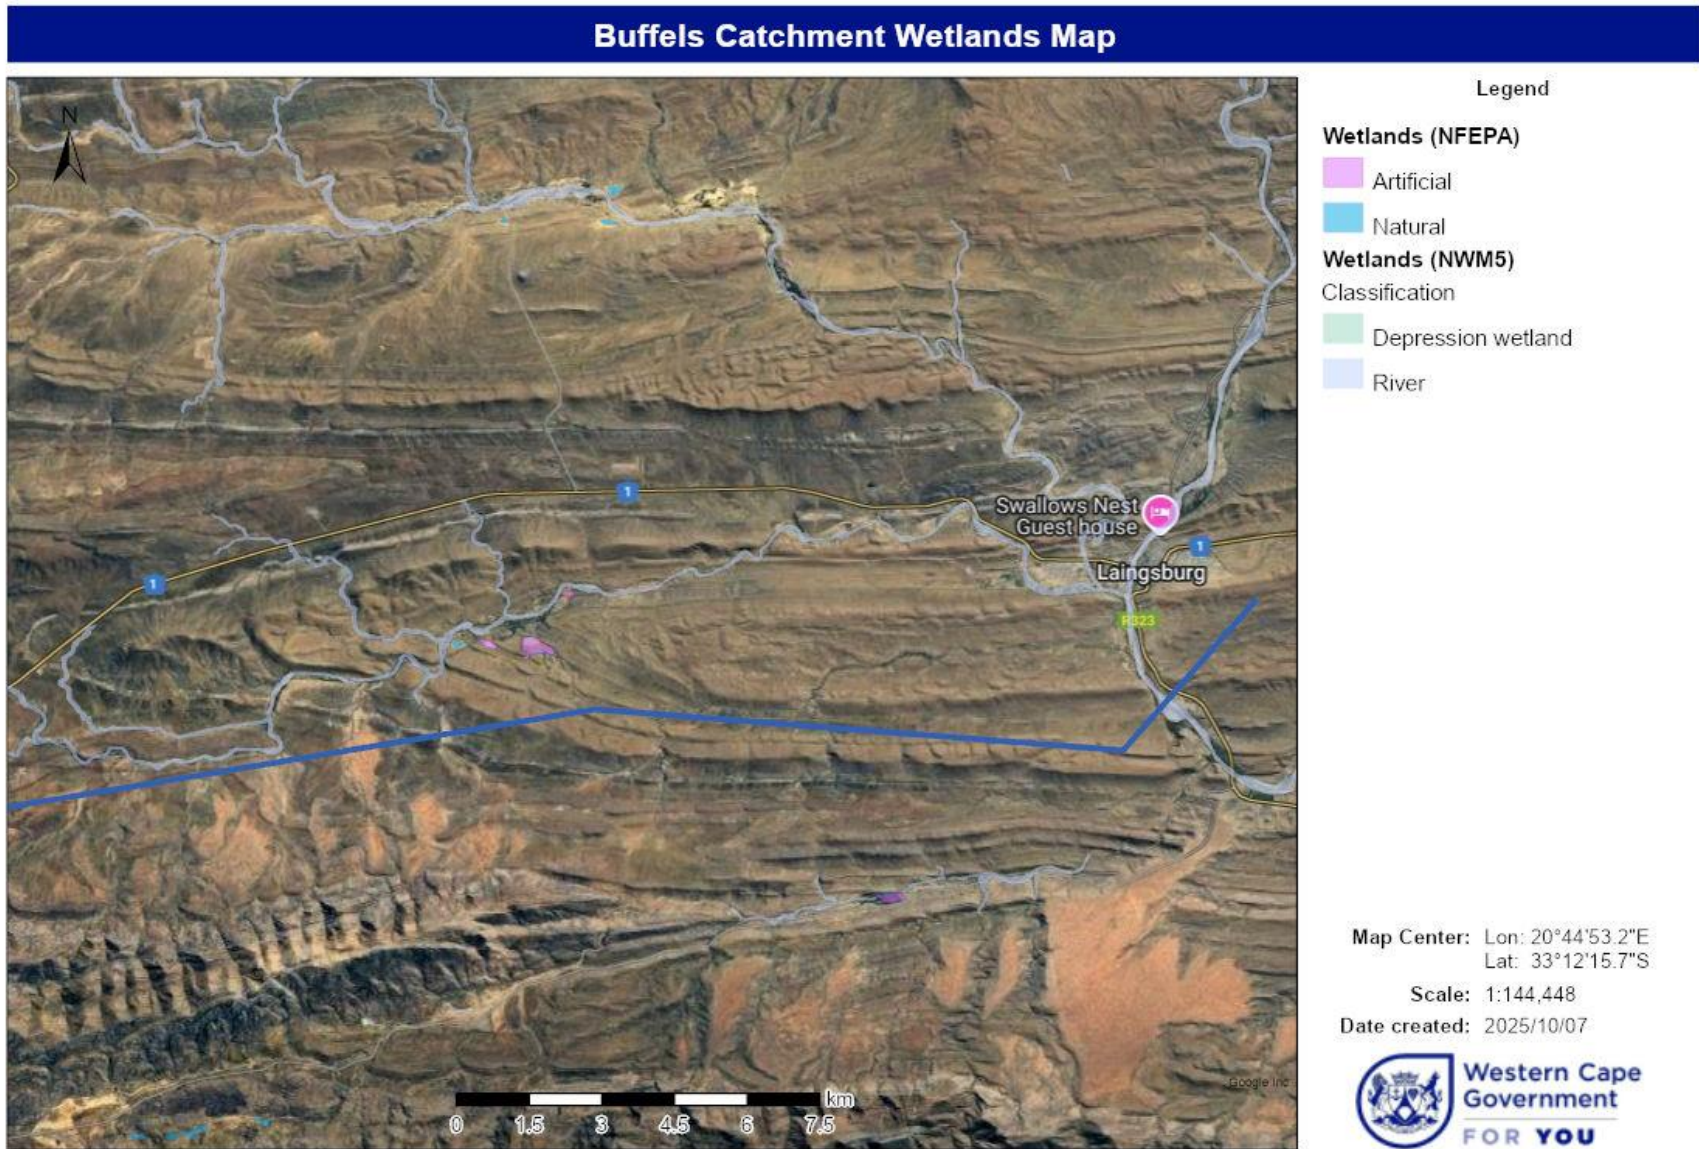 Buffels Catchment Wetlands Map
N
1
Swallows Nest
Guest house
1
1
Laingsburg
R323
Google Inc
km
0 1.5 3 4.5 6 7.5
Legend
Wetlands (NFEPA)
Artificial
Natural
Wetlands (NWM5)
Classification
Depression wetland
River
Map Center: Lon: 20°44'53.2"E
Lat: 33°12'15.7"S
Scale: 1:144,448
Date created: 2025/10/07
Western Cape
Government
FOR YOU